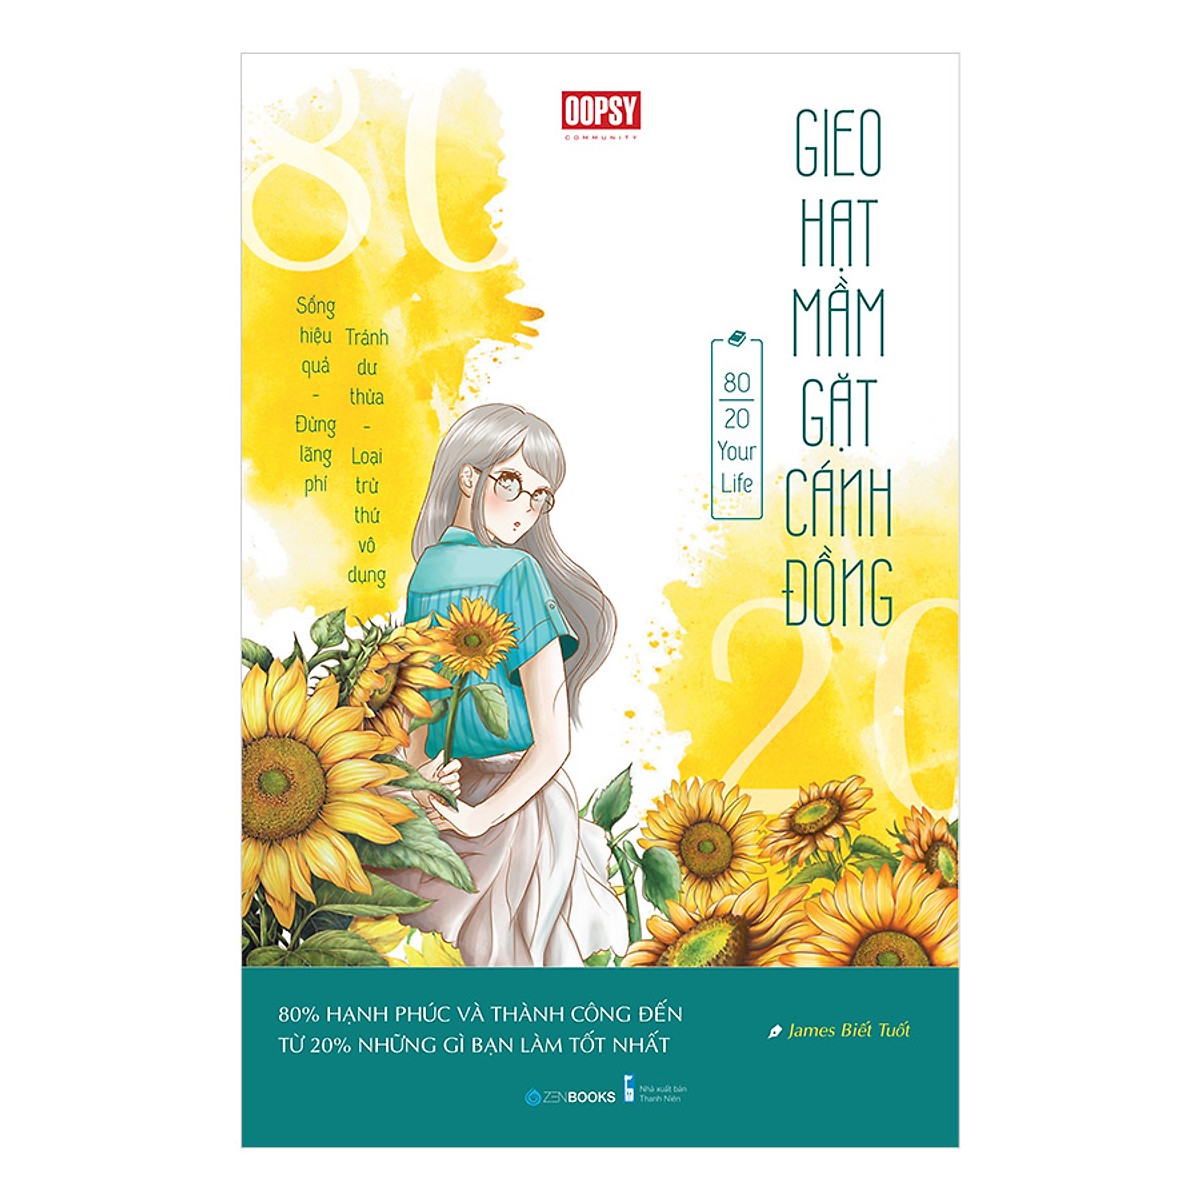 80
OOPSY
COMMUNITY
GIEO
HẠT
MẦM
GẶT
CÁNH
ĐỒNG
80
20
Your
Life
Sống
hiệu
quả
-
Đừng
lãng
phí
Tránh
dư
thừa
-
Loại
trừ
thứ
vô
dụng
20
80% HẠNH PHÚC VÀ THÀNH CÔNG ĐẾN
TỪ 20% NHỮNG GÌ BẠN LÀM TỐT NHẤT
James Biết Tuốt
ZENBOOKS
Nhà xuất bản
Thanh Niên